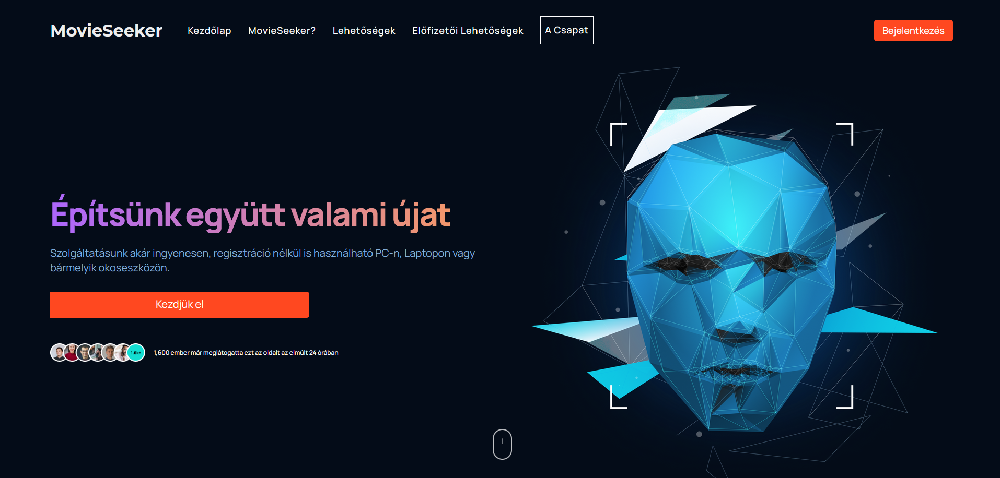 MovieSeeker
Kezdőlap
MovieSeeker?
Lehetőségek
Előfizetői Lehetőségek
A Csapat
Bejelentkezés
Építsünk együtt valami újat
Szolgáltatásunk akár ingyenesen, regisztráció nélkül is használható PC-n, Laptopon vagy
bármelyik okoseszközön.
Kezdjük el
1.6k+
1,600 ember már meglátogatta ezt az oldalt az elmúlt 24 órában